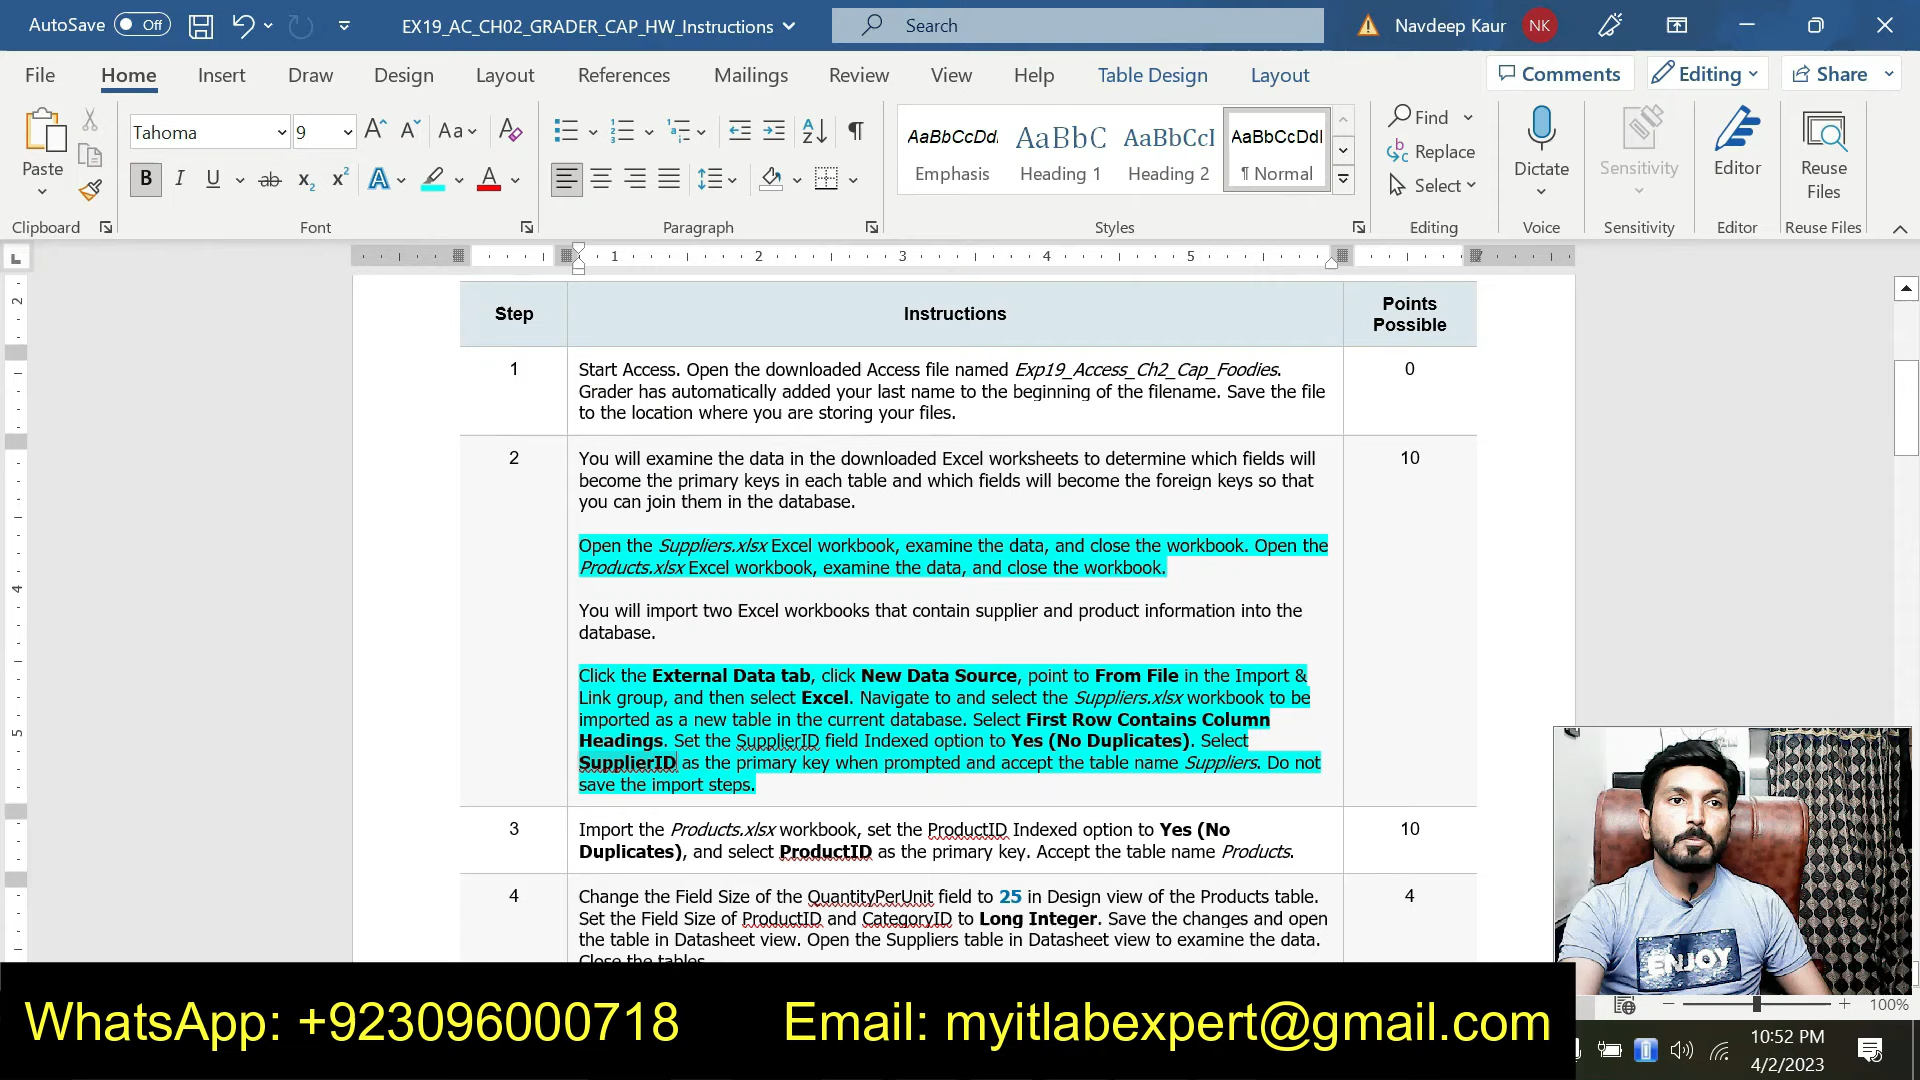 AutoSave Off EX19_AC_CH02_GRADER_CAP_HW_Instructions Search Navdeep Kaur NK
File Home Insert Draw Design Layout References Mailings Review View Help Table Design Layout Comments Editing Share
Tahoma 9 Aa
AaBbCcDd. AaBbC AaBbCcI AaBbCcDdI
Find
Replace
Select
Paste
B I U ab x₂ x² A A
Emphasis Heading 1 Heading 2 ¶ Normal
Dictate Sensitivity Editor Reuse Files
Clipboard Font Paragraph Styles Editing Voice Sensitivity Editor Reuse Files
1 2 3 4 5 7
2
4
5
Step Instructions Points Possible
1 Start Access. Open the downloaded Access file named Exp19_Access_Ch2_Cap_Foodies. 0
Grader has automatically added your last name to the beginning of the filename. Save the file
to the location where you are storing your files.
2 You will examine the data in the downloaded Excel worksheets to determine which fields will 10
become the primary keys in each table and which fields will become the foreign keys so that
you can join them in the database.
Open the Suppliers.xlsx Excel workbook, examine the data, and close the workbook. Open the
Products.xlsx Excel workbook, examine the data, and close the workbook.
You will import two Excel workbooks that contain supplier and product information into the
database.
Click the External Data tab, click New Data Source, point to From File in the Import &
Link group, and then select Excel. Navigate to and select the Suppliers.xlsx workbook to be
imported as a new table in the current database. Select First Row Contains Column
Headings. Set the SupplierID field Indexed option to Yes (No Duplicates). Select
SupplierID as the primary key when prompted and accept the table name Suppliers. Do not
save the import steps.
3 Import the Products.xlsx workbook, set the ProductID Indexed option to Yes (No 10
Duplicates), and select ProductID as the primary key. Accept the table name Products.
4 Change the Field Size of the QuantityPerUnit field to 25 in Design view of the Products table. 4
Set the Field Size of ProductID and CategoryID to Long Integer. Save the changes and open
the table in Datasheet view. Open the Suppliers table in Datasheet view to examine the data.
Close the tables.
ENJOY
100%
WhatsApp: +923096000718 Email: myitlabexpert@gmail.com
10:52 PM
4/2/2023